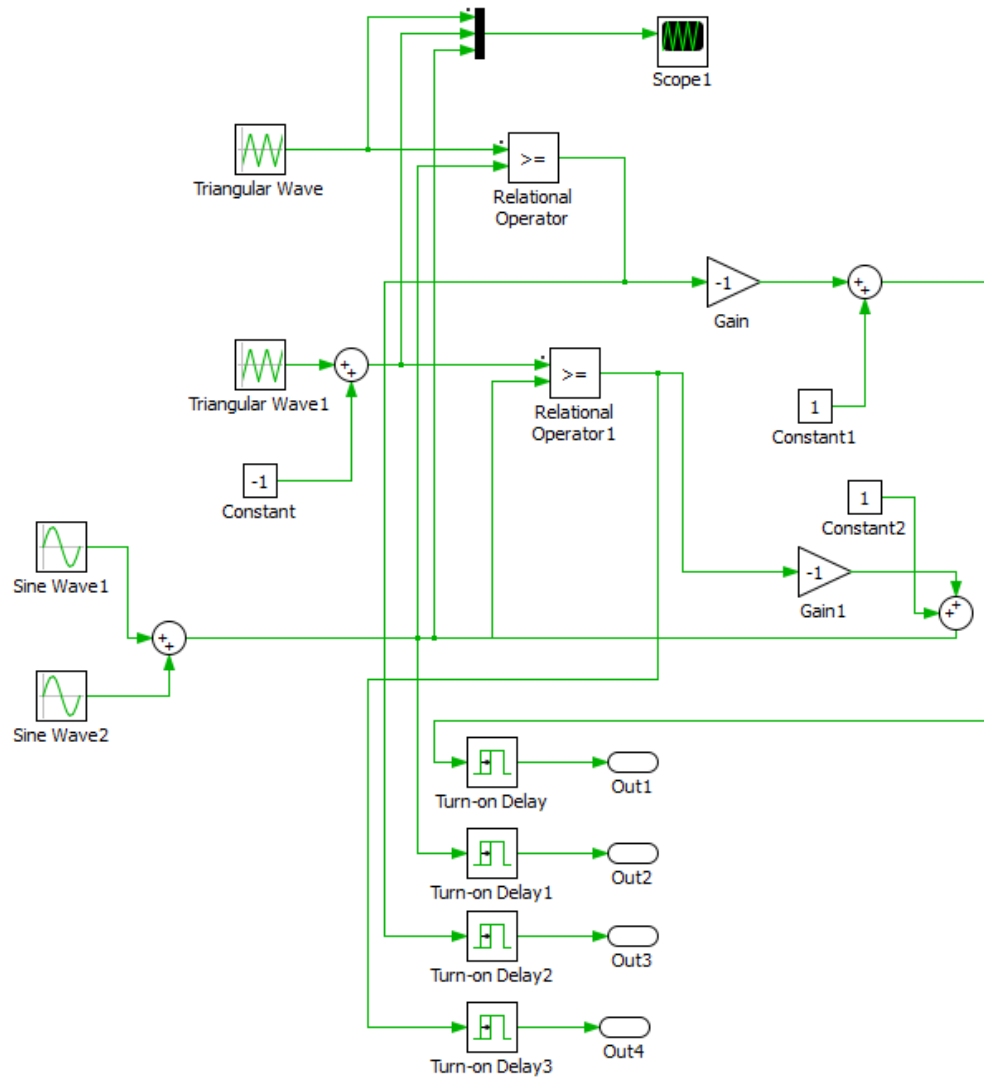 Scope1
Triangular Wave
>=
Relational
Operator
-1
Gain
+
+
Triangular Wave1
+
+
>=
Relational
Operator1
1
Constant1
-1
Constant
1
Constant2
Sine Wave1
-1
Gain1
+
+
+
+
Sine Wave2
Turn-on Delay
Out1
Turn-on Delay1
Out2
Turn-on Delay2
Out3
Turn-on Delay3
Out4